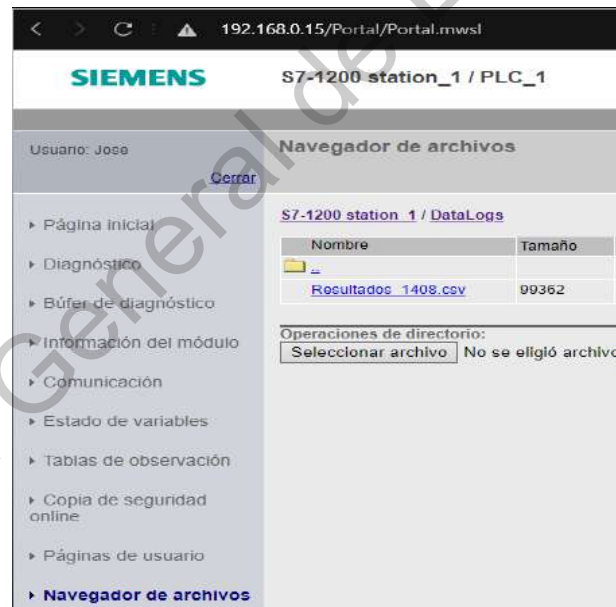 192.168.0.15/Portal/Portal.mwsl
SIEMENS
S7-1200 station_1 / PLC_1
Usuario: Jose
Cerrar
Navegador de archivos
▸ Página inicial
▸ Diagnóstico
▸ Búfer de diagnóstico
▸ Información del módulo
▸ Comunicación
▸ Estado de variables
▸ Tablas de observación
▸ Copia de seguridad
online
▸ Páginas de usuario
▸ Navegador de archivos
S7-1200 station_1 / DataLogs
Nombre Tamaño
..
Resultados_1408.csv 99362
Operaciones de directorio:
Seleccionar archivo No se eligió archivo
General de